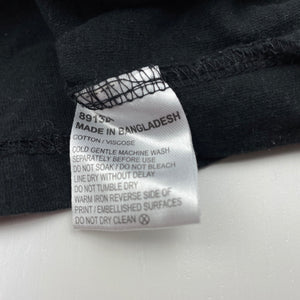 MADE IN BANGLADESH
COTTON / VISCOSE
COLD GENTLE MACHINE WASH
SEPARATELY BEFORE USE
DO NOT SOAK / DO NOT BLEACH
LINE DRY WITHOUT DELAY
DO NOT TUMBLE DRY
WARM IRON REVERSE SIDE OF
PRINT / EMBELLISHED SURFACES
DO NOT DRY CLEAN